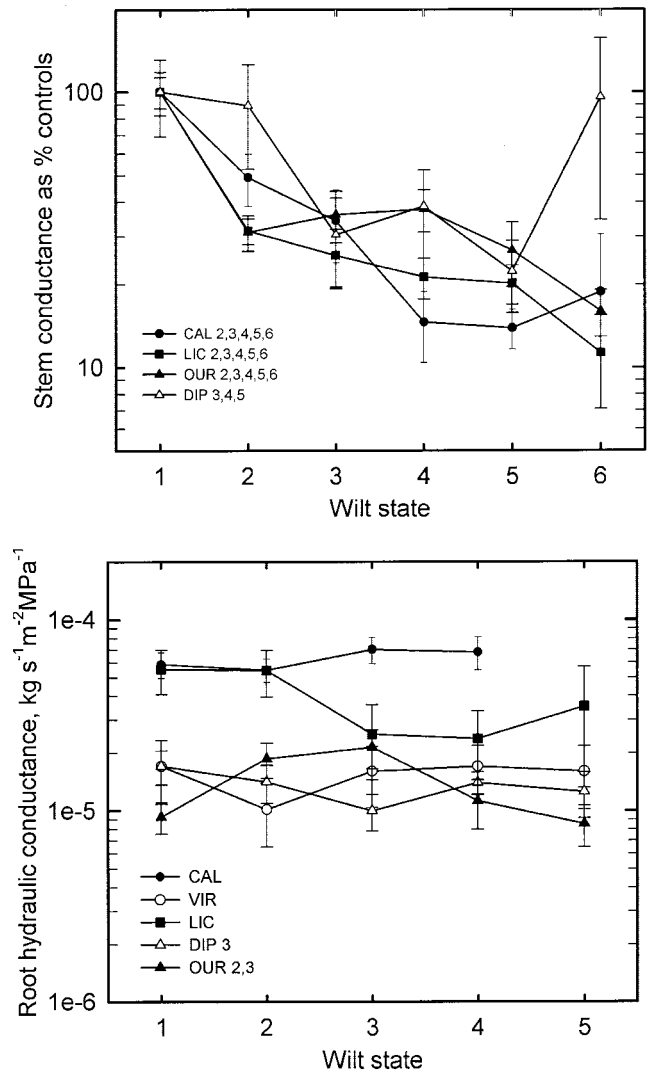 Stem conductance as % controls
100
10
CAL 2,3,4,5,6
LIC 2,3,4,5,6
OUR 2,3,4,5,6
DIP 3,4,5
1 2 3 4 5 6
Wilt state
Root hydraulic conductance, kg s⁻¹m⁻²MPa⁻¹
1e-4
1e-5
1e-6
CAL
VIR
LIC
DIP 3
OUR 2,3
1 2 3 4 5
Wilt state